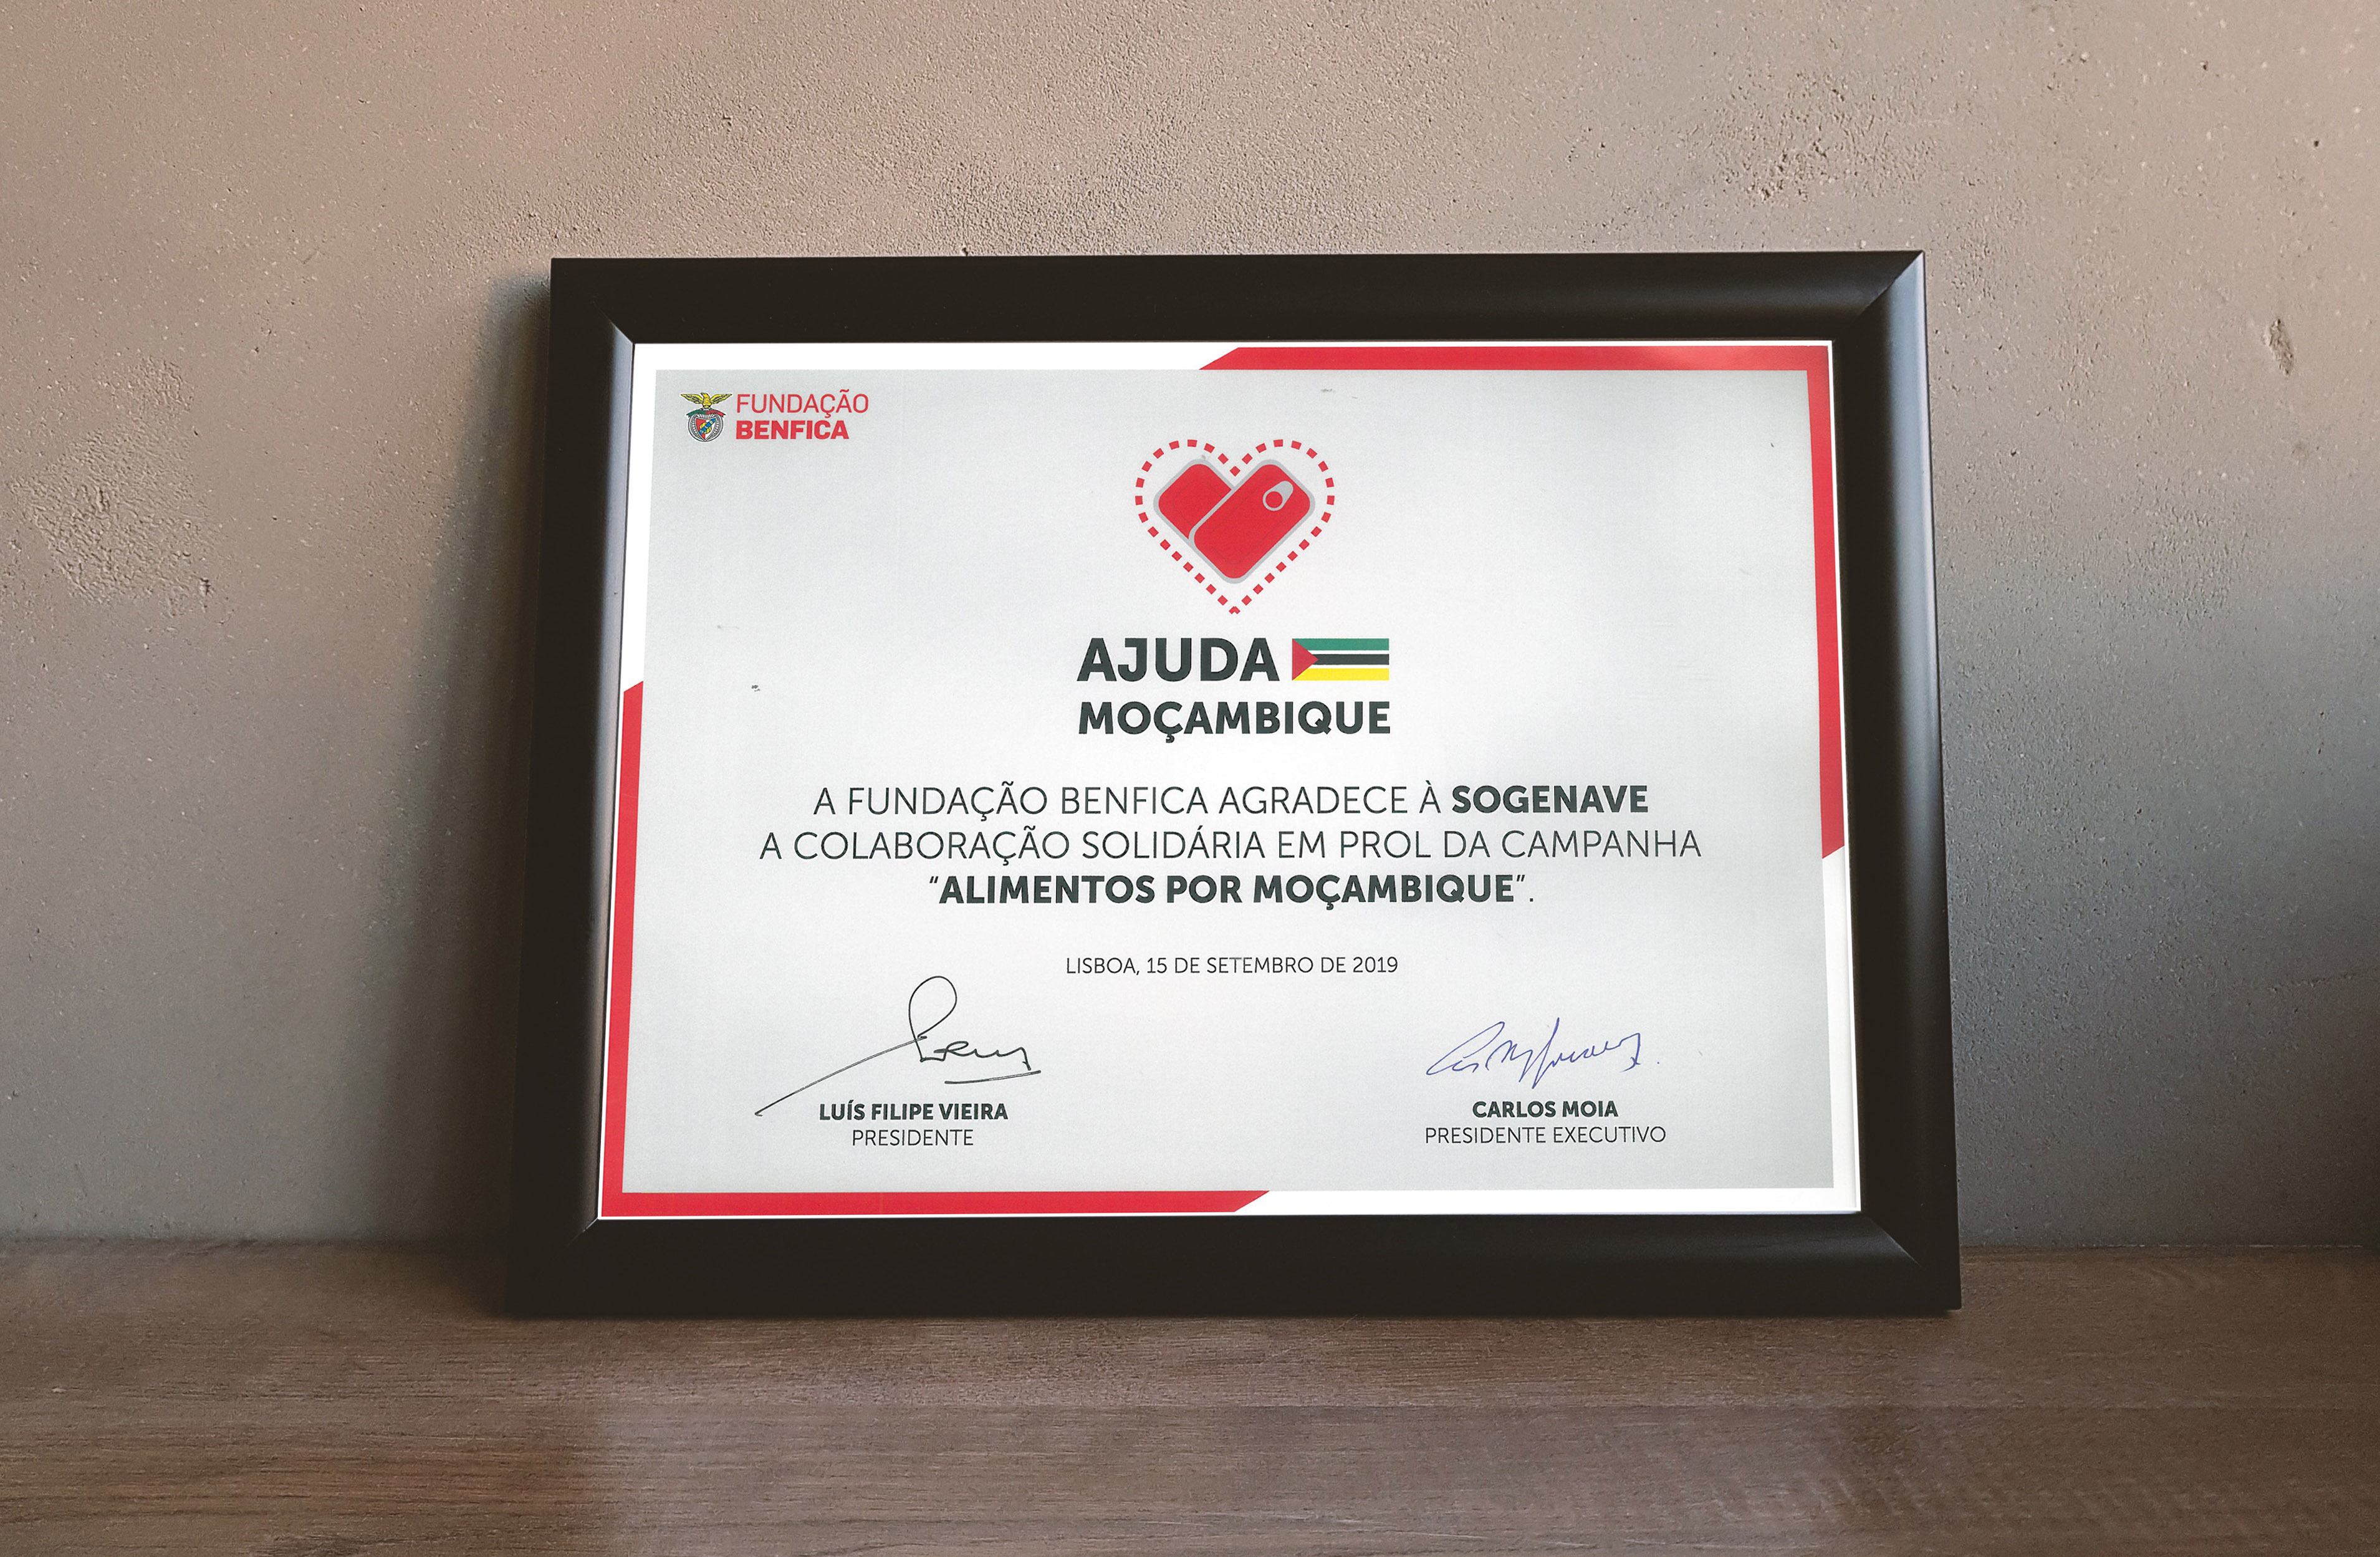 FUNDAÇÃO
BENFICA
AJUDA
MOÇAMBIQUE
A FUNDAÇÃO BENFICA AGRADECE À SOGENAVE
A COLABORAÇÃO SOLIDÁRIA EM PROL DA CAMPANHA
“ALIMENTOS POR MOÇAMBIQUE”.
LISBOA, 15 DE SETEMBRO DE 2019
LUÍS FILIPE VIEIRA
PRESIDENTE
CARLOS MOIA
PRESIDENTE EXECUTIVO